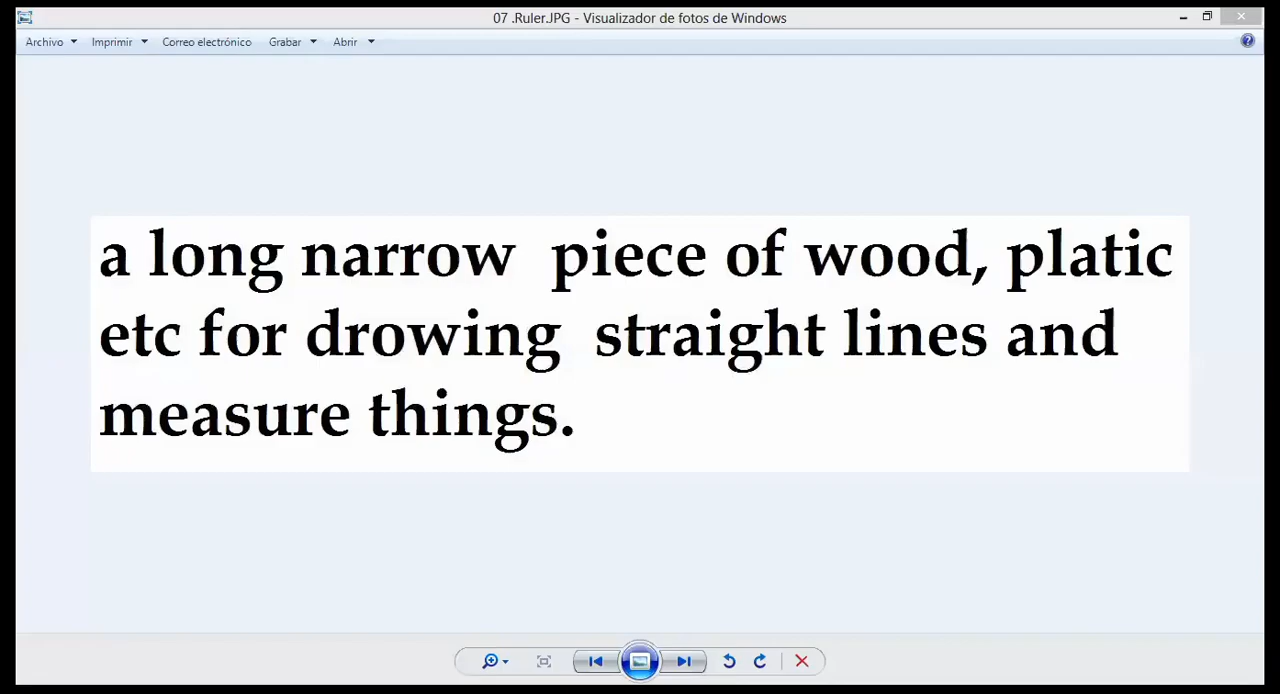 07 .Ruler.JPG - Visualizador de fotos de Windows
Archivo Imprimir Correo electrónico Grabar Abrir
a long narrow piece of wood, platic
etc for drowing straight lines and
measure things.